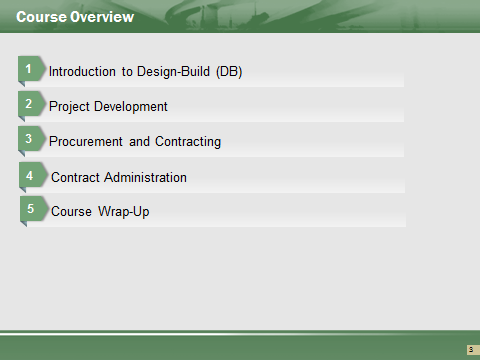 Course Overview
1 Introduction to Design-Build (DB)
2 Project Development
3 Procurement and Contracting
4 Contract Administration
5 Course Wrap-Up
3